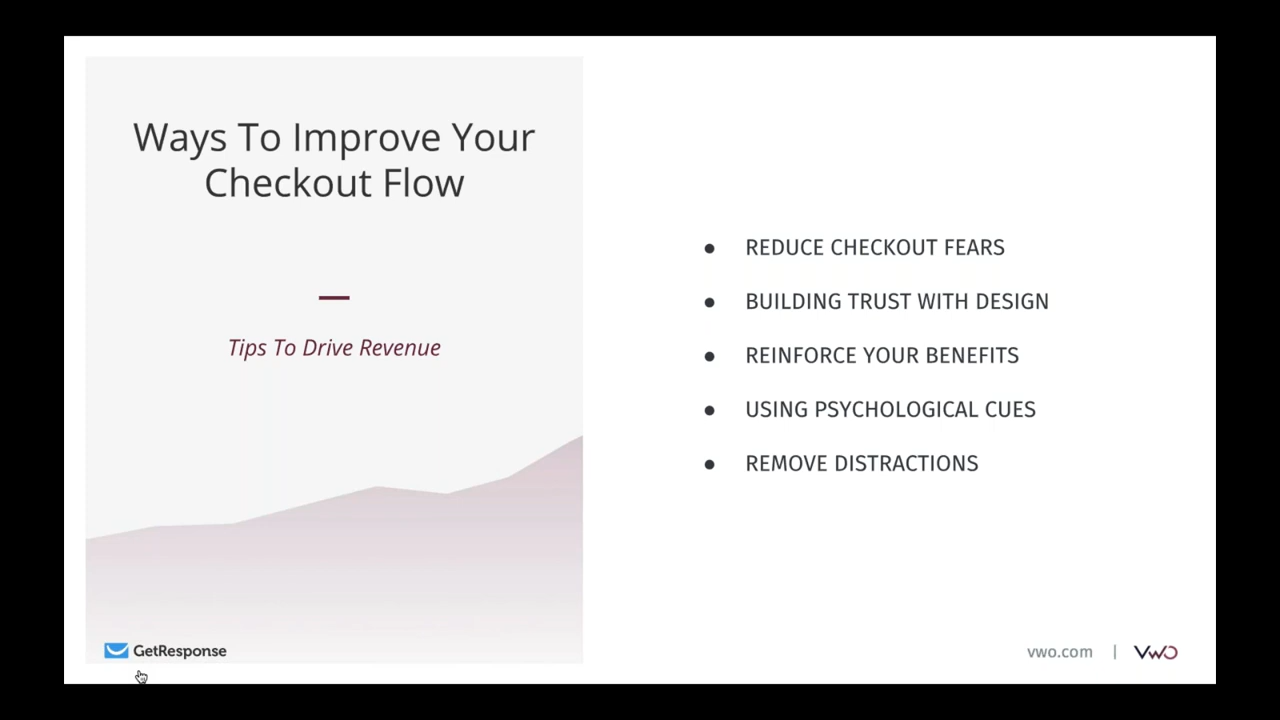 Ways To Improve Your
Checkout Flow
Tips To Drive Revenue
● REDUCE CHECKOUT FEARS
● BUILDING TRUST WITH DESIGN
● REINFORCE YOUR BENEFITS
● USING PSYCHOLOGICAL CUES
● REMOVE DISTRACTIONS
GetResponse
vwo.com | VWO